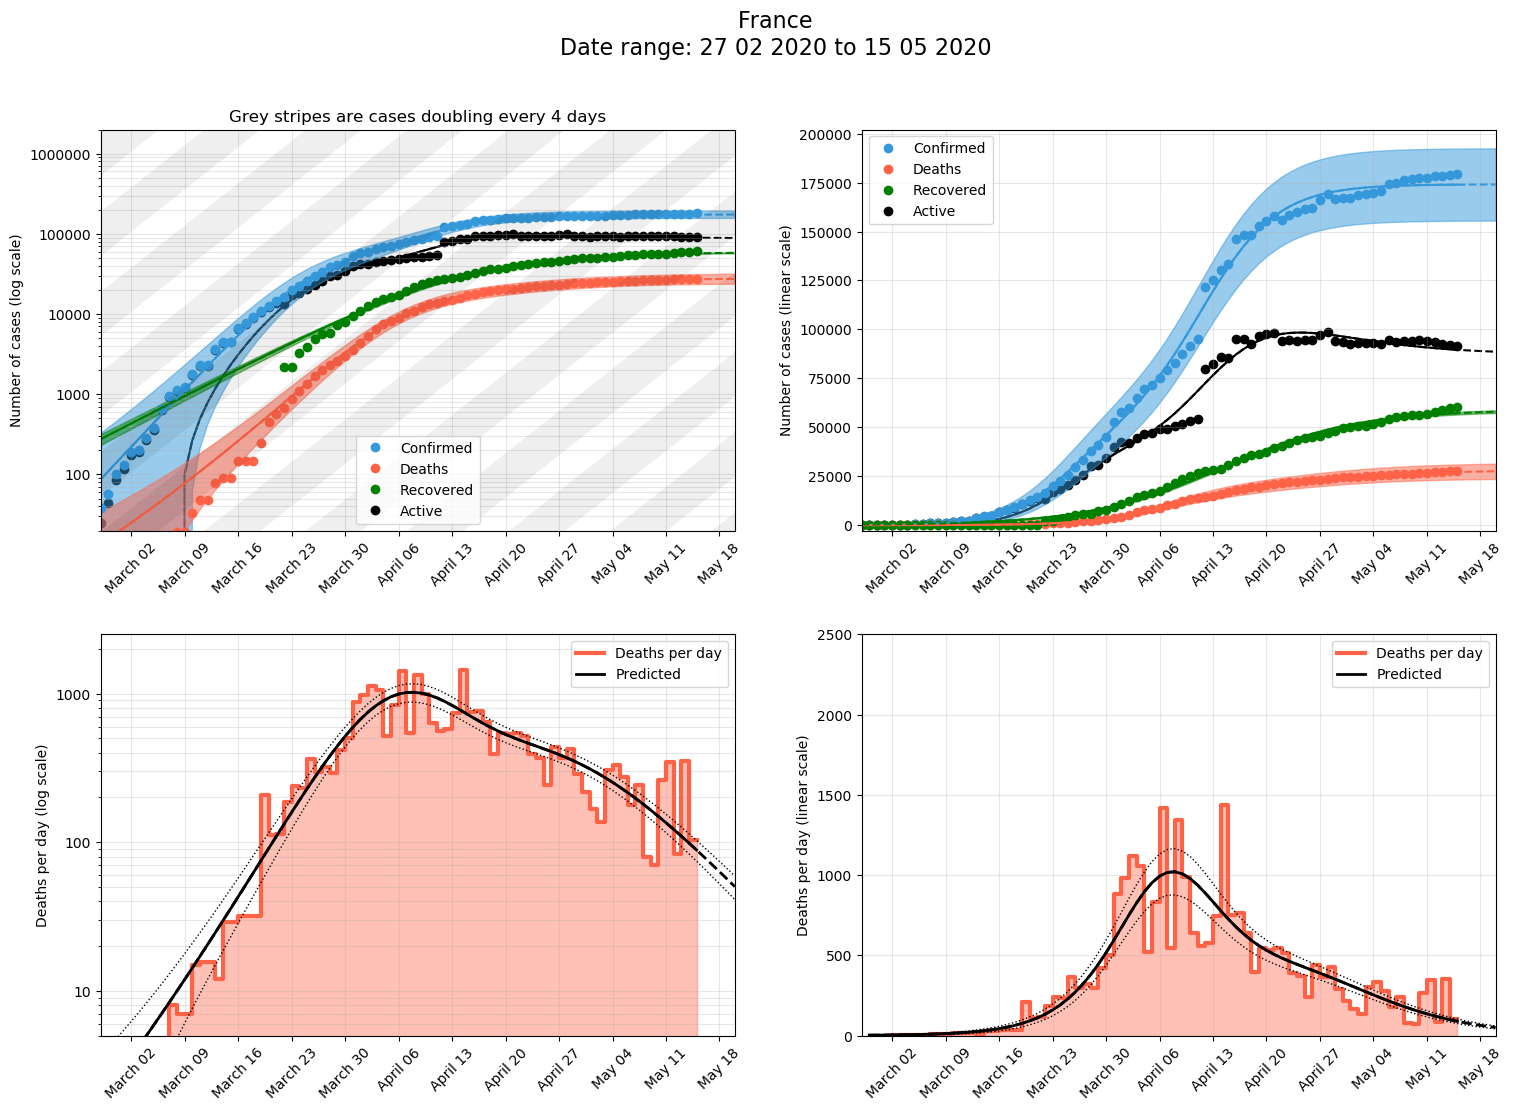 France
Date range: 27 02 2020 to 15 05 2020
Grey stripes are cases doubling every 4 days
Number of cases (log scale)
1000000
100000
10000
1000
100
Confirmed
Deaths
Recovered
Active
March 02
March 09
March 16
March 23
March 30
April 06
April 13
April 20
April 27
May 04
May 11
May 18
Number of cases (linear scale)
200000
175000
150000
125000
100000
75000
50000
25000
0
Confirmed
Deaths
Recovered
Active
March 02
March 09
March 16
March 23
March 30
April 06
April 13
April 20
April 27
May 04
May 11
May 18
Deaths per day (log scale)
1000
100
10
Deaths per day
Predicted
March 02
March 09
March 16
March 23
March 30
April 06
April 13
April 20
April 27
May 04
May 11
May 18
Deaths per day (linear scale)
2500
2000
1500
1000
500
0
Deaths per day
Predicted
March 02
March 09
March 16
March 23
March 30
April 06
April 13
April 20
April 27
May 04
May 11
May 18